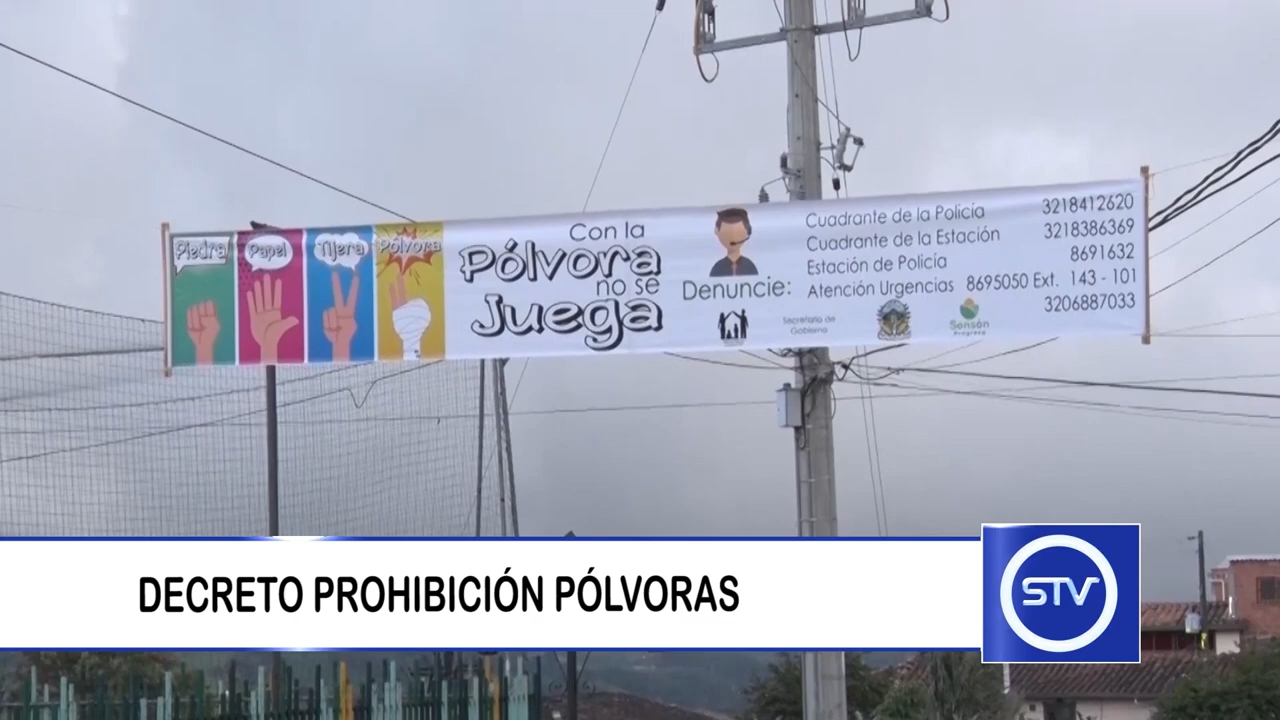 Piedra
Papel
Tijera
Pólvora
Con la
Pólvora
no se
Juega
Denuncie:
Secretaría de
Gobierno
Cuadrante de la Policía 3218412620
Cuadrante de la Estación 3218386369
Estación de Policía 8691632
Atención Urgencias 8695050 Ext. 143 - 101
3206887033
Sonsón
Progresa
DECRETO PROHIBICIÓN PÓLVORAS
STV